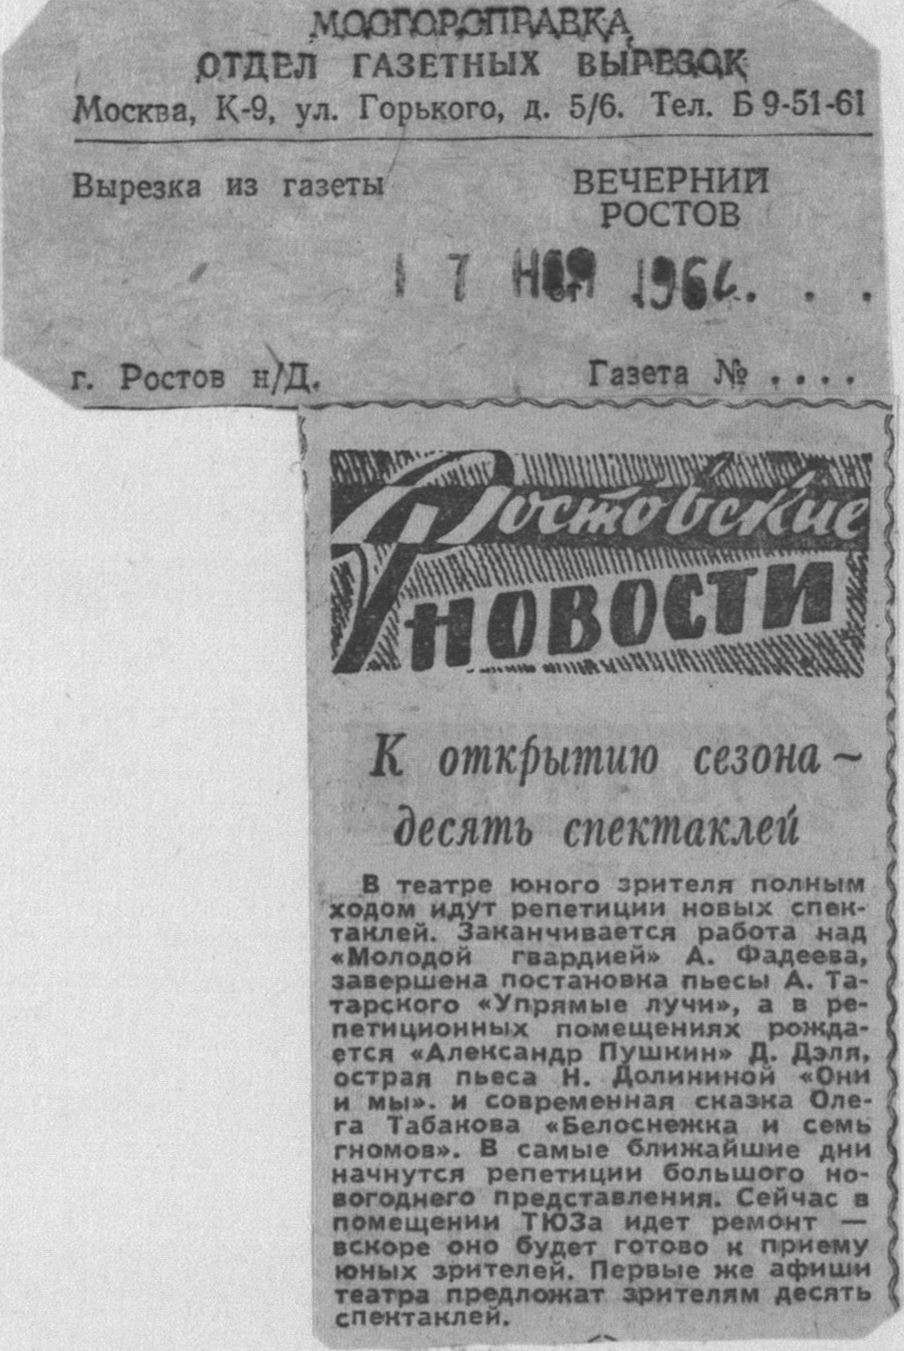 МОСГОРСПРАВКА
ОТДЕЛ ГАЗЕТНЫХ ВЫРЕЗОК
Москва, К-9, ул. Горького, д. 5/6. Тел. Б 9-51-61
Вырезка из газеты
ВЕЧЕРНИЙ
РОСТОВ
17 НОЯ 1964. . .
г. Ростов н/Д.
Газета № . . . .
Ростовские
НОВОСТИ
К открытию сезона –
десять спектаклей
В театре юного зрителя полным
ходом идут репетиции новых спек-
таклей. Заканчивается работа над
«Молодой гвардией» А. Фадеева,
завершена постановка пьесы А. Та-
тарского «Упрямые лучи», а в ре-
петиционных помещениях рожда-
ется «Александр Пушкин» Д. Дэля,
острая пьеса Н. Долининой «Они
и мы». и современная сказка Оле-
га Табакова «Белоснежка и семь
гномов». В самые ближайшие дни
начнутся репетиции большого но-
вогоднего представления. Сейчас в
помещении ТЮЗа идет ремонт —
вскоре оно будет готово к приему
юных зрителей. Первые же афиши
театра предложат зрителям десять
спектаклей.